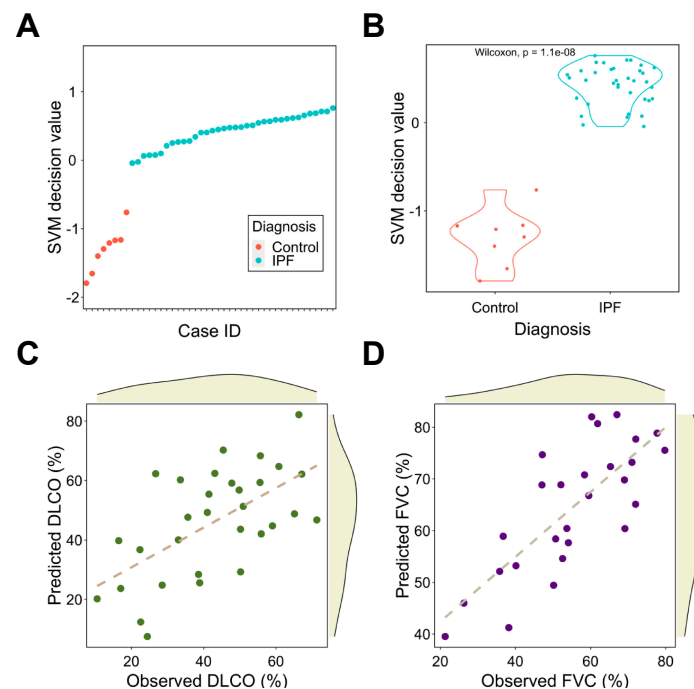 A
SVM decision value
1
0
-1
-2
Case ID
Diagnosis
Control
IPF
B
SVM decision value
0
-1
Wilcoxon, p = 1.1e-08
Control
IPF
Diagnosis
C
Predicted DLCO (%)
80
60
40
20
20
40
60
Observed DLCO (%)
D
Predicted FVC (%)
80
70
60
50
40
20
40
60
80
Observed FVC (%)